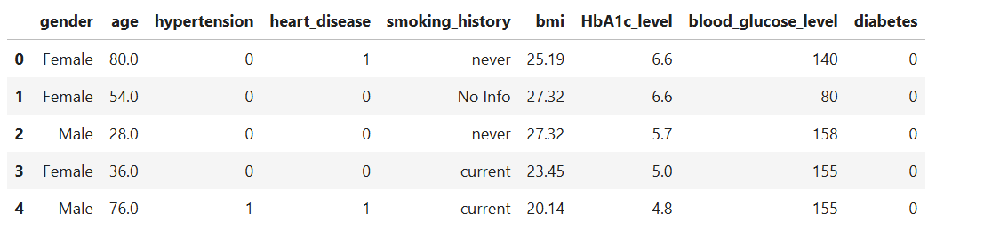 gender age hypertension heart_disease smoking_history bmi HbA1c_level blood_glucose_level diabetes
0 Female 80.0 0 1 never 25.19 6.6 140 0
1 Female 54.0 0 0 No Info 27.32 6.6 80 0
2 Male 28.0 0 0 never 27.32 5.7 158 0
3 Female 36.0 0 0 current 23.45 5.0 155 0
4 Male 76.0 1 1 current 20.14 4.8 155 0